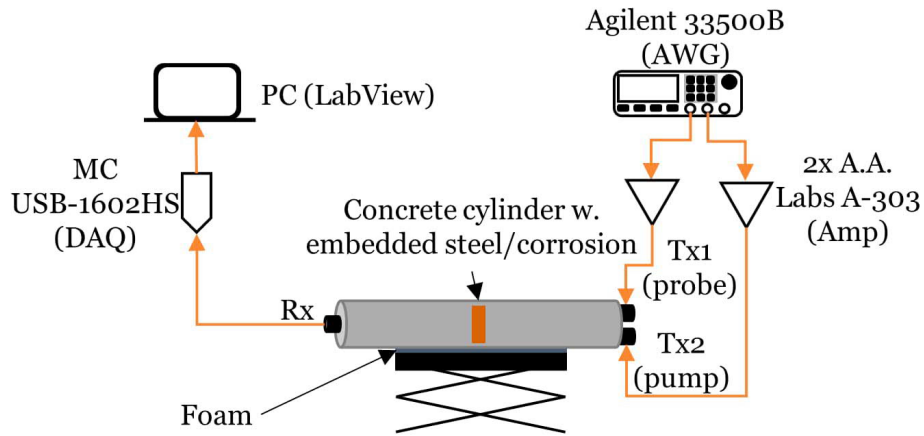 Agilent 33500B
(AWG)
PC (LabView)
MC
USB-1602HS
(DAQ)
2x A.A.
Labs A-303
(Amp)
Concrete cylinder w.
embedded steel/corrosion
Tx1
(probe)
Rx
Tx2
(pump)
Foam